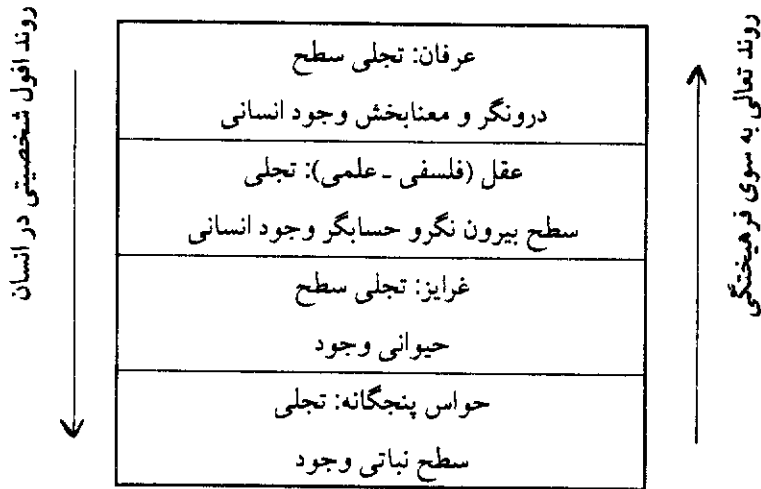 روند تعالی به سوی فرهیختگی
عرفان: تجلی سطح
درونگر و معنابخش وجود انسانی
عقل (فلسفی ـ علمی): تجلی
سطح بیرون نگرو حسابگر وجود انسانی
غرایز: تجلی سطح
حیوانی وجود
حواس پنجگانه: تجلی
سطح نباتی وجود
روند افول شخصیتی در انسان